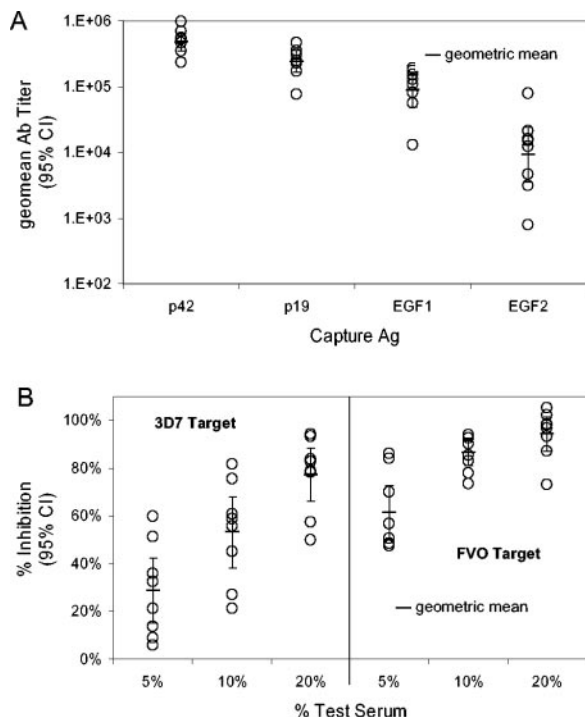 A
geomean Ab Titer
(95% CI)
1.E+06
1.E+05
1.E+04
1.E+03
1.E+02
geometric mean
p42 p19 EGF1 EGF2
Capture Ag
B
% Inhibition
(95% CI)
100%
80%
60%
40%
20%
0%
3D7 Target
FVO Target
geometric mean
5% 10% 20% 5% 10% 20%
% Test Serum